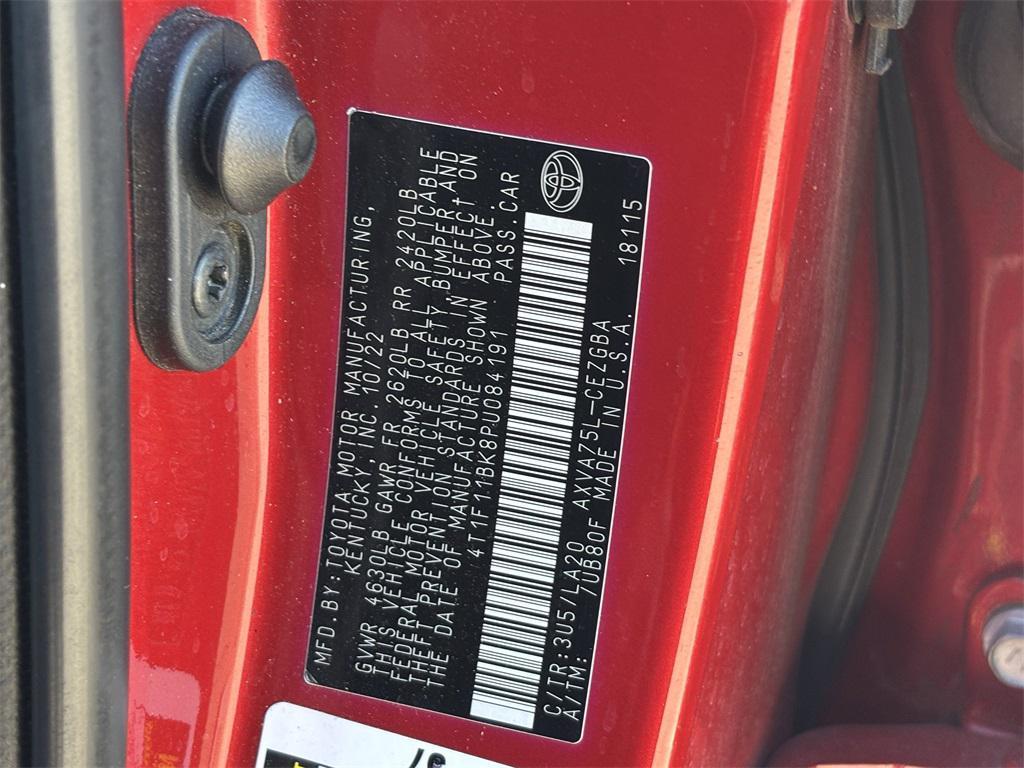 MFD. BY: TOYOTA MOTOR MANUFACTURING,
KENTUCKY, INC. 10/22
GVWR 4630LB GAWR FR 2620LB RR 2420LB
THIS VEHICLE CONFORMS TO ALL APPLICABLE
FEDERAL MOTOR VEHICLE SAFETY, BUMPER AND
THEFT PREVENTION STANDARDS IN EFFECT ON
THE DATE OF MANUFACTURE SHOWN ABOVE.
4T1F11BK8PU084191 PASS. CAR
C/TR: 3U5/LA20 AXVA75L-CEZGBA
A/TM: -/UB80F MADE IN U.S.A. 18115